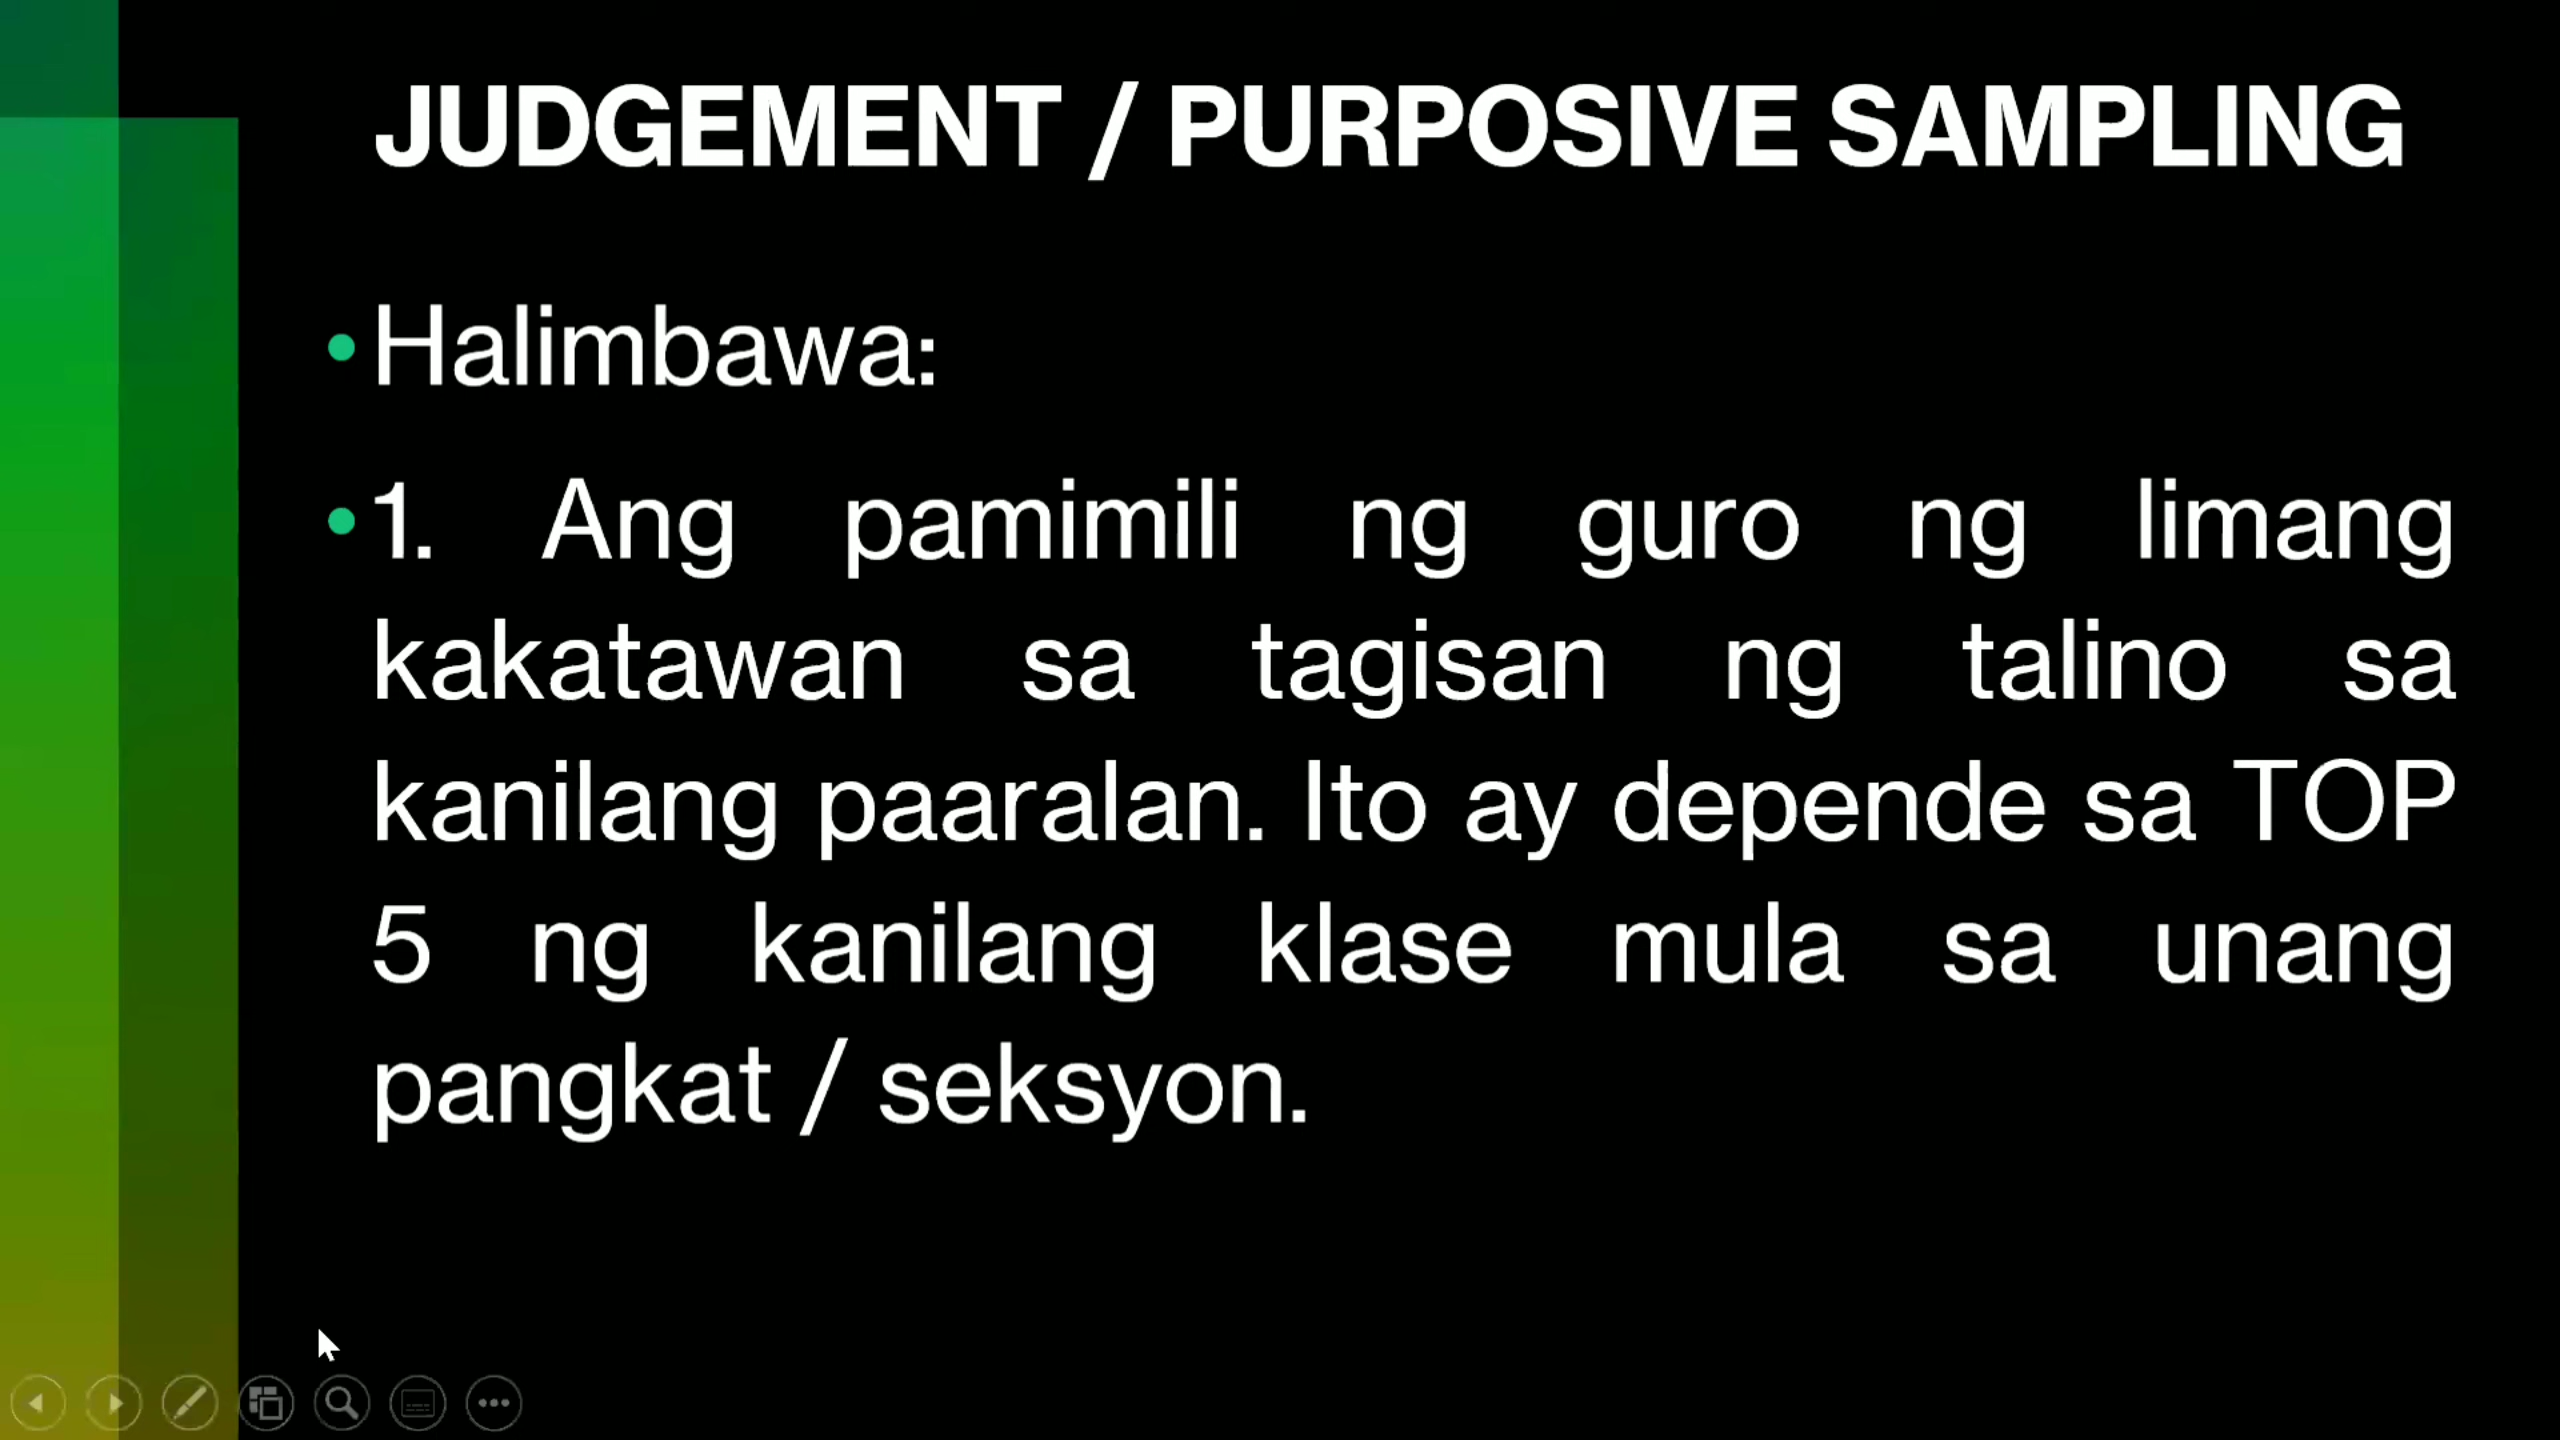 JUDGEMENT / PURPOSIVE SAMPLING
• Halimbawa:
• 1. Ang pamimili ng guro ng limang
kakatawan sa tagisan ng talino sa
kanilang paaralan. Ito ay depende sa TOP
5 ng kanilang klase mula sa unang
pangkat / seksyon.